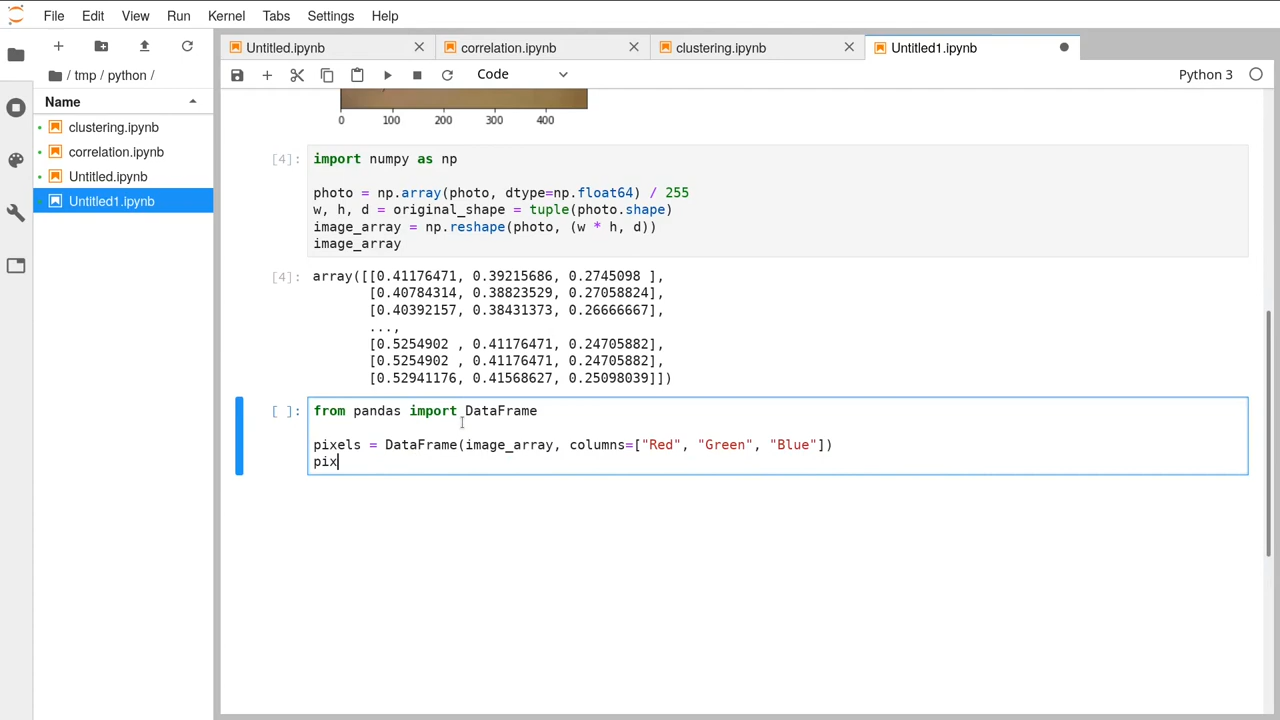 File Edit View Run Kernel Tabs Settings Help
Untitled.ipynb correlation.ipynb clustering.ipynb Untitled1.ipynb
/ tmp / python /
Code
Python 3
Name
clustering.ipynb
correlation.ipynb
Untitled.ipynb
Untitled1.ipynb
0 100 200 300 400
[4]: import numpy as np
photo = np.array(photo, dtype=np.float64) / 255
w, h, d = original_shape = tuple(photo.shape)
image_array = np.reshape(photo, (w * h, d))
image_array
[4]: array([[0.41176471, 0.39215686, 0.2745098 ],
[0.40784314, 0.38823529, 0.27058824],
[0.40392157, 0.38431373, 0.26666667],
...,
[0.5254902 , 0.41176471, 0.24705882],
[0.5254902 , 0.41176471, 0.24705882],
[0.52941176, 0.41568627, 0.25098039]])
[ ]: from pandas import DataFrame
pixels = DataFrame(image_array, columns=["Red", "Green", "Blue"])
pix